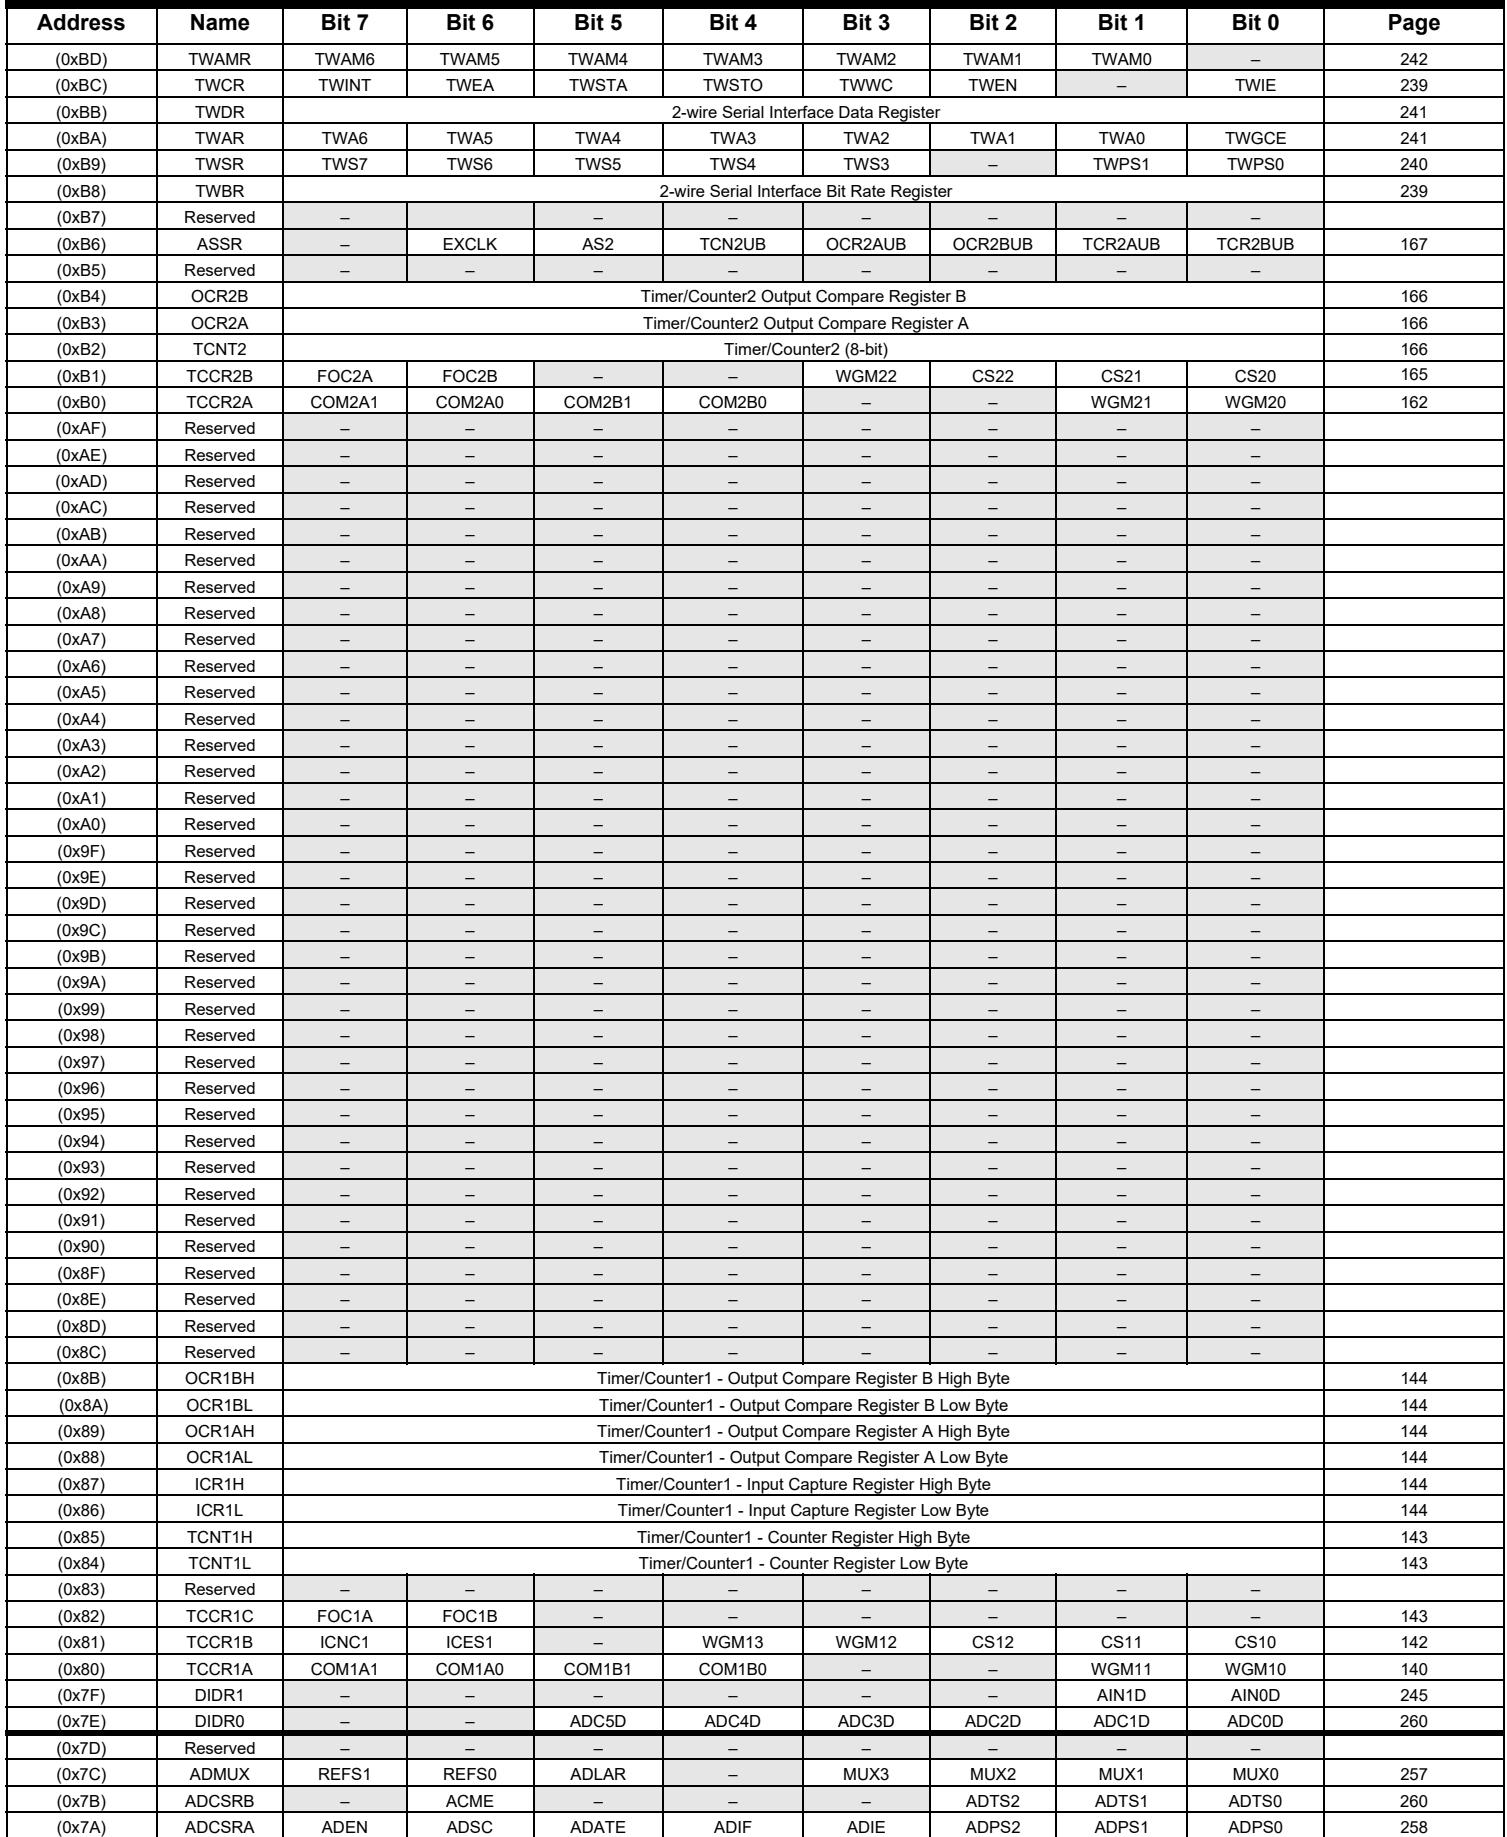 Address Name Bit 7 Bit 6 Bit 5 Bit 4 Bit 3 Bit 2 Bit 1 Bit 0 Page
(0xBD) TWAMR TWAM6 TWAM5 TWAM4 TWAM3 TWAM2 TWAM1 TWAM0 – 242
(0xBC) TWCR TWINT TWEA TWSTA TWSTO TWWC TWEN – TWIE 239
(0xBB) TWDR 2-wire Serial Interface Data Register 241
(0xBA) TWAR TWA6 TWA5 TWA4 TWA3 TWA2 TWA1 TWA0 TWGCE 241
(0xB9) TWSR TWS7 TWS6 TWS5 TWS4 TWS3 – TWPS1 TWPS0 240
(0xB8) TWBR 2-wire Serial Interface Bit Rate Register 239
(0xB7) Reserved – – – – – – –
(0xB6) ASSR – EXCLK AS2 TCN2UB OCR2AUB OCR2BUB TCR2AUB TCR2BUB 167
(0xB5) Reserved – – – – – – – –
(0xB4) OCR2B Timer/Counter2 Output Compare Register B 166
(0xB3) OCR2A Timer/Counter2 Output Compare Register A 166
(0xB2) TCNT2 Timer/Counter2 (8-bit) 166
(0xB1) TCCR2B FOC2A FOC2B – – WGM22 CS22 CS21 CS20 165
(0xB0) TCCR2A COM2A1 COM2A0 COM2B1 COM2B0 – – WGM21 WGM20 162
(0xAF) Reserved – – – – – – – –
(0xAE) Reserved – – – – – – – –
(0xAD) Reserved – – – – – – – –
(0xAC) Reserved – – – – – – – –
(0xAB) Reserved – – – – – – – –
(0xAA) Reserved – – – – – – – –
(0xA9) Reserved – – – – – – – –
(0xA8) Reserved – – – – – – – –
(0xA7) Reserved – – – – – – – –
(0xA6) Reserved – – – – – – – –
(0xA5) Reserved – – – – – – – –
(0xA4) Reserved – – – – – – – –
(0xA3) Reserved – – – – – – – –
(0xA2) Reserved – – – – – – – –
(0xA1) Reserved – – – – – – – –
(0xA0) Reserved – – – – – – – –
(0x9F) Reserved – – – – – – – –
(0x9E) Reserved – – – – – – – –
(0x9D) Reserved – – – – – – – –
(0x9C) Reserved – – – – – – – –
(0x9B) Reserved – – – – – – – –
(0x9A) Reserved – – – – – – – –
(0x99) Reserved – – – – – – – –
(0x98) Reserved – – – – – – – –
(0x97) Reserved – – – – – – – –
(0x96) Reserved – – – – – – – –
(0x95) Reserved – – – – – – – –
(0x94) Reserved – – – – – – – –
(0x93) Reserved – – – – – – – –
(0x92) Reserved – – – – – – – –
(0x91) Reserved – – – – – – – –
(0x90) Reserved – – – – – – – –
(0x8F) Reserved – – – – – – – –
(0x8E) Reserved – – – – – – – –
(0x8D) Reserved – – – – – – – –
(0x8C) Reserved – – – – – – – –
(0x8B) OCR1BH Timer/Counter1 - Output Compare Register B High Byte 144
(0x8A) OCR1BL Timer/Counter1 - Output Compare Register B Low Byte 144
(0x89) OCR1AH Timer/Counter1 - Output Compare Register A High Byte 144
(0x88) OCR1AL Timer/Counter1 - Output Compare Register A Low Byte 144
(0x87) ICR1H Timer/Counter1 - Input Capture Register High Byte 144
(0x86) ICR1L Timer/Counter1 - Input Capture Register Low Byte 144
(0x85) TCNT1H Timer/Counter1 - Counter Register High Byte 143
(0x84) TCNT1L Timer/Counter1 - Counter Register Low Byte 143
(0x83) Reserved – – – – – – – –
(0x82) TCCR1C FOC1A FOC1B – – – – – – 143
(0x81) TCCR1B ICNC1 ICES1 – WGM13 WGM12 CS12 CS11 CS10 142
(0x80) TCCR1A COM1A1 COM1A0 COM1B1 COM1B0 – – WGM11 WGM10 140
(0x7F) DIDR1 – – – – – – AIN1D AIN0D 245
(0x7E) DIDR0 – – ADC5D ADC4D ADC3D ADC2D ADC1D ADC0D 260
(0x7D) Reserved – – – – – – – –
(0x7C) ADMUX REFS1 REFS0 ADLAR – MUX3 MUX2 MUX1 MUX0 257
(0x7B) ADCSRB – ACME – – – ADTS2 ADTS1 ADTS0 260
(0x7A) ADCSRA ADEN ADSC ADATE ADIF ADIE ADPS2 ADPS1 ADPS0 258